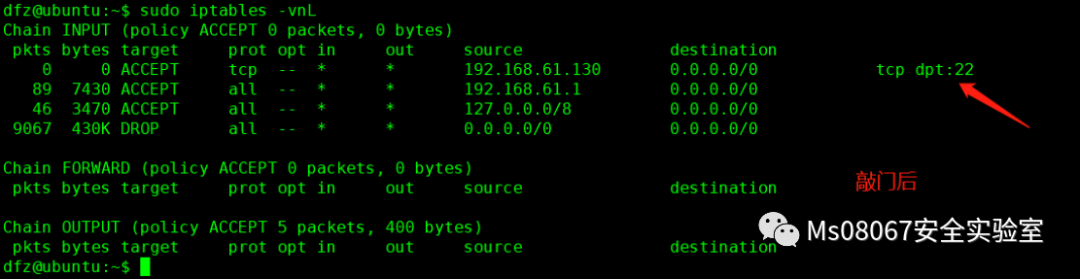 dfz@ubuntu:~$ sudo iptables -vnL
Chain INPUT (policy ACCEPT 0 packets, 0 bytes)
pkts bytes target prot opt in out source destination
0 0 ACCEPT tcp -- * * 192.168.61.130 0.0.0.0/0 tcp dpt:22
89 7430 ACCEPT all -- * * 192.168.61.1 0.0.0.0/0
46 3470 ACCEPT all -- * * 127.0.0.0/8 0.0.0.0/0
9067 430K DROP all -- * * 0.0.0.0/0 0.0.0.0/0
Chain FORWARD (policy ACCEPT 0 packets, 0 bytes)
pkts bytes target prot opt in out source destination
敲门后
Chain OUTPUT (policy ACCEPT 5 packets, 400 bytes)
pkts bytes target prot opt in out source destination
Ms08067安全实验室
dfz@ubuntu:~$